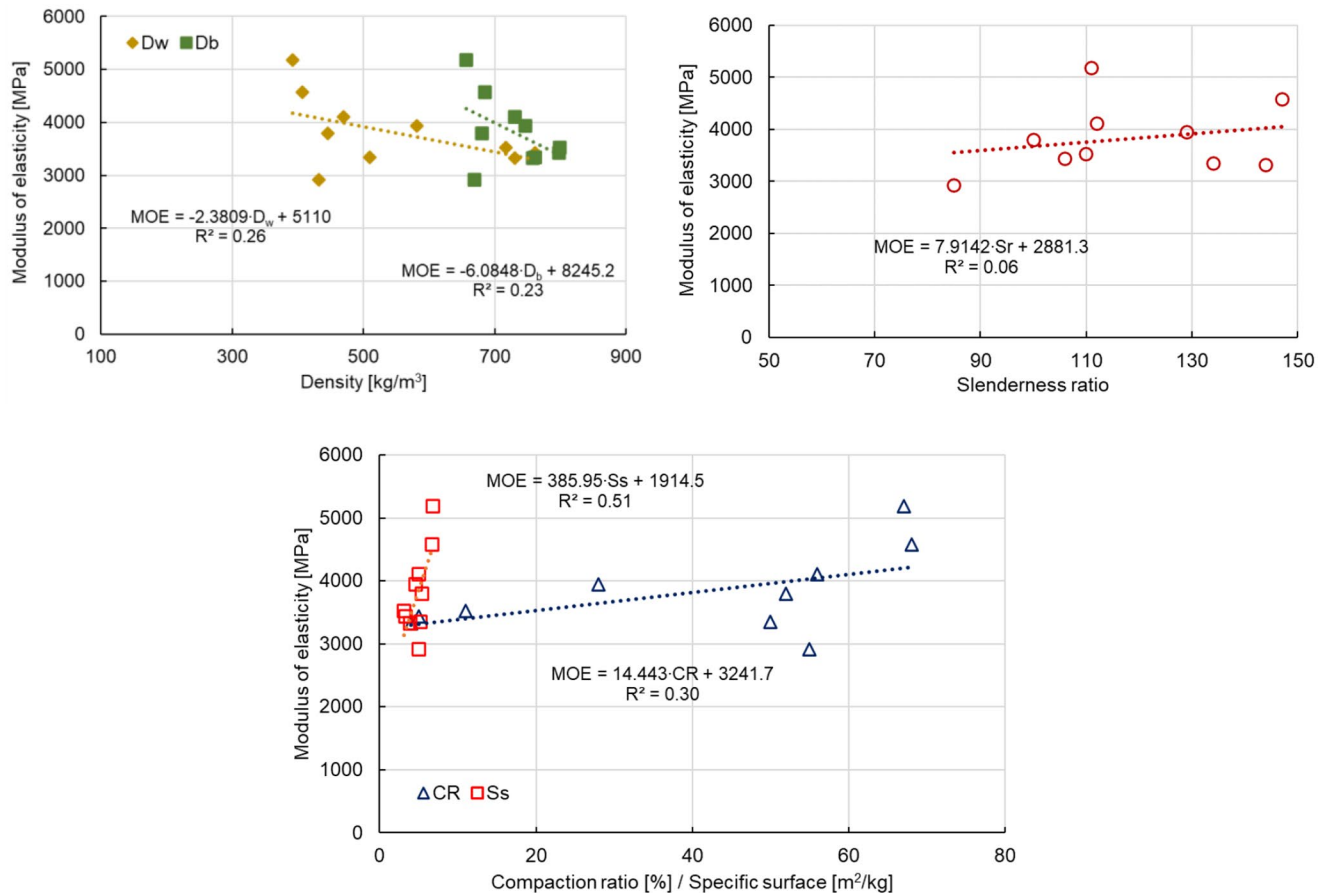 Modulus of elasticity [MPa]
6000
5000
4000
3000
2000
1000
0
Dw Db
MOE = -2.3809·Dw + 5110
R² = 0.26
MOE = -6.0848·Db + 8245.2
R² = 0.23
100 300 500 700 900
Density [kg/m³]
Modulus of elasticity [MPa]
6000
5000
4000
3000
2000
1000
0
MOE = 7.9142·Sr + 2881.3
R² = 0.06
50 70 90 110 130 150
Slenderness ratio
Modulus of elasticity [MPa]
6000
5000
4000
3000
2000
1000
0
MOE = 385.95·Ss + 1914.5
R² = 0.51
MOE = 14.443·CR + 3241.7
R² = 0.30
CR Ss
0 20 40 60 80
Compaction ratio [%] / Specific surface [m²/kg]